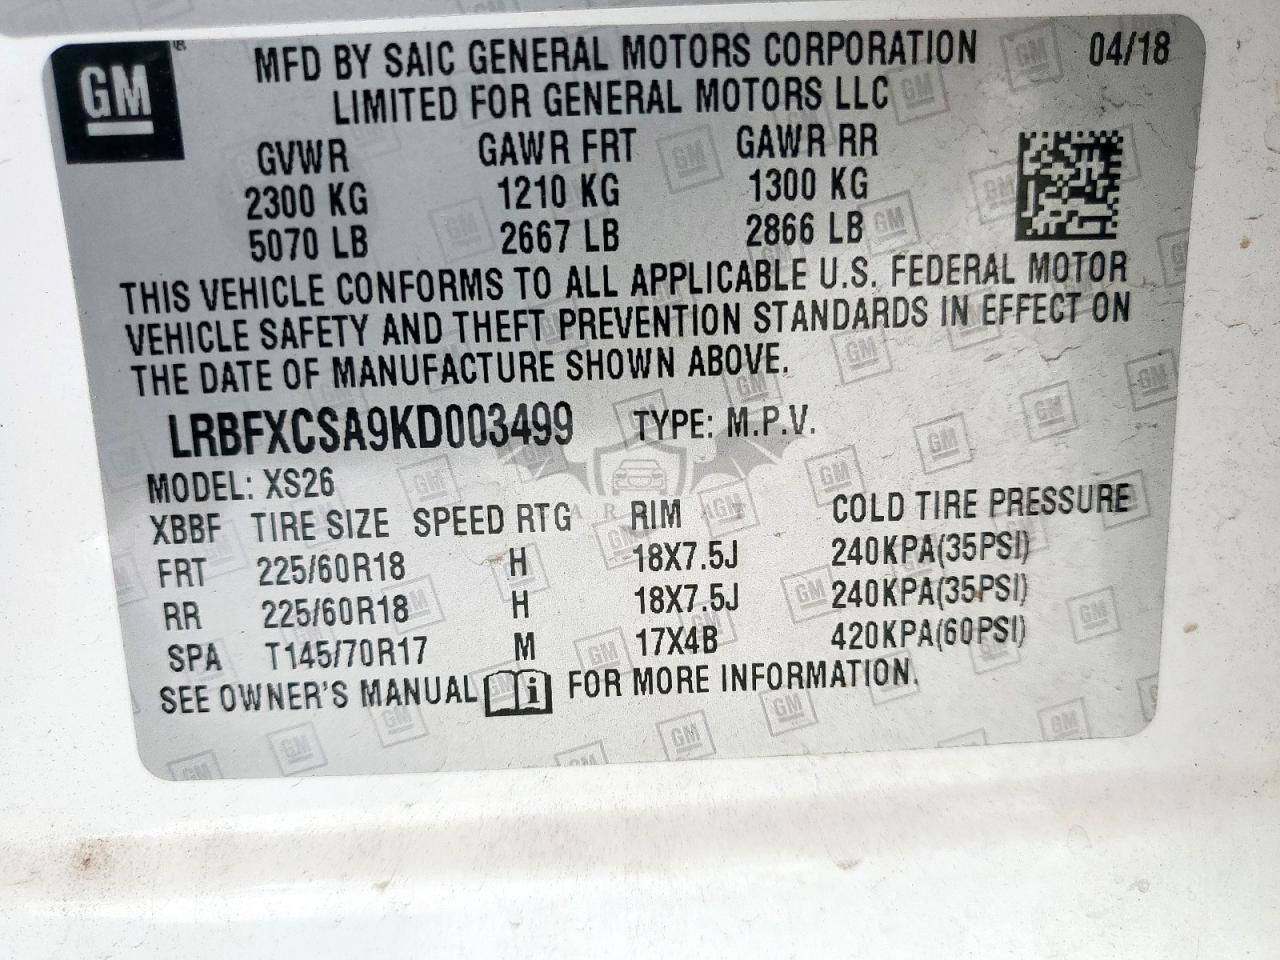 GM
MFD BY SAIC GENERAL MOTORS CORPORATION 04/18
LIMITED FOR GENERAL MOTORS LLC
GVWR GAWR FRT GAWR RR
2300 KG 1210 KG 1300 KG
5070 LB 2667 LB 2866 LB
THIS VEHICLE CONFORMS TO ALL APPLICABLE U.S. FEDERAL MOTOR
VEHICLE SAFETY AND THEFT PREVENTION STANDARDS IN EFFECT ON
THE DATE OF MANUFACTURE SHOWN ABOVE.
LRBFXCSA9KD003499 TYPE: M.P.V.
MODEL: XS26
XBBF TIRE SIZE SPEED RTG RIM COLD TIRE PRESSURE
FRT 225/60R18 H 18X7.5J 240KPA(35PSI)
RR 225/60R18 H 18X7.5J 240KPA(35PSI)
SPA T145/70R17 M 17X4B 420KPA(60PSI)
SEE OWNER'S MANUAL i FOR MORE INFORMATION.